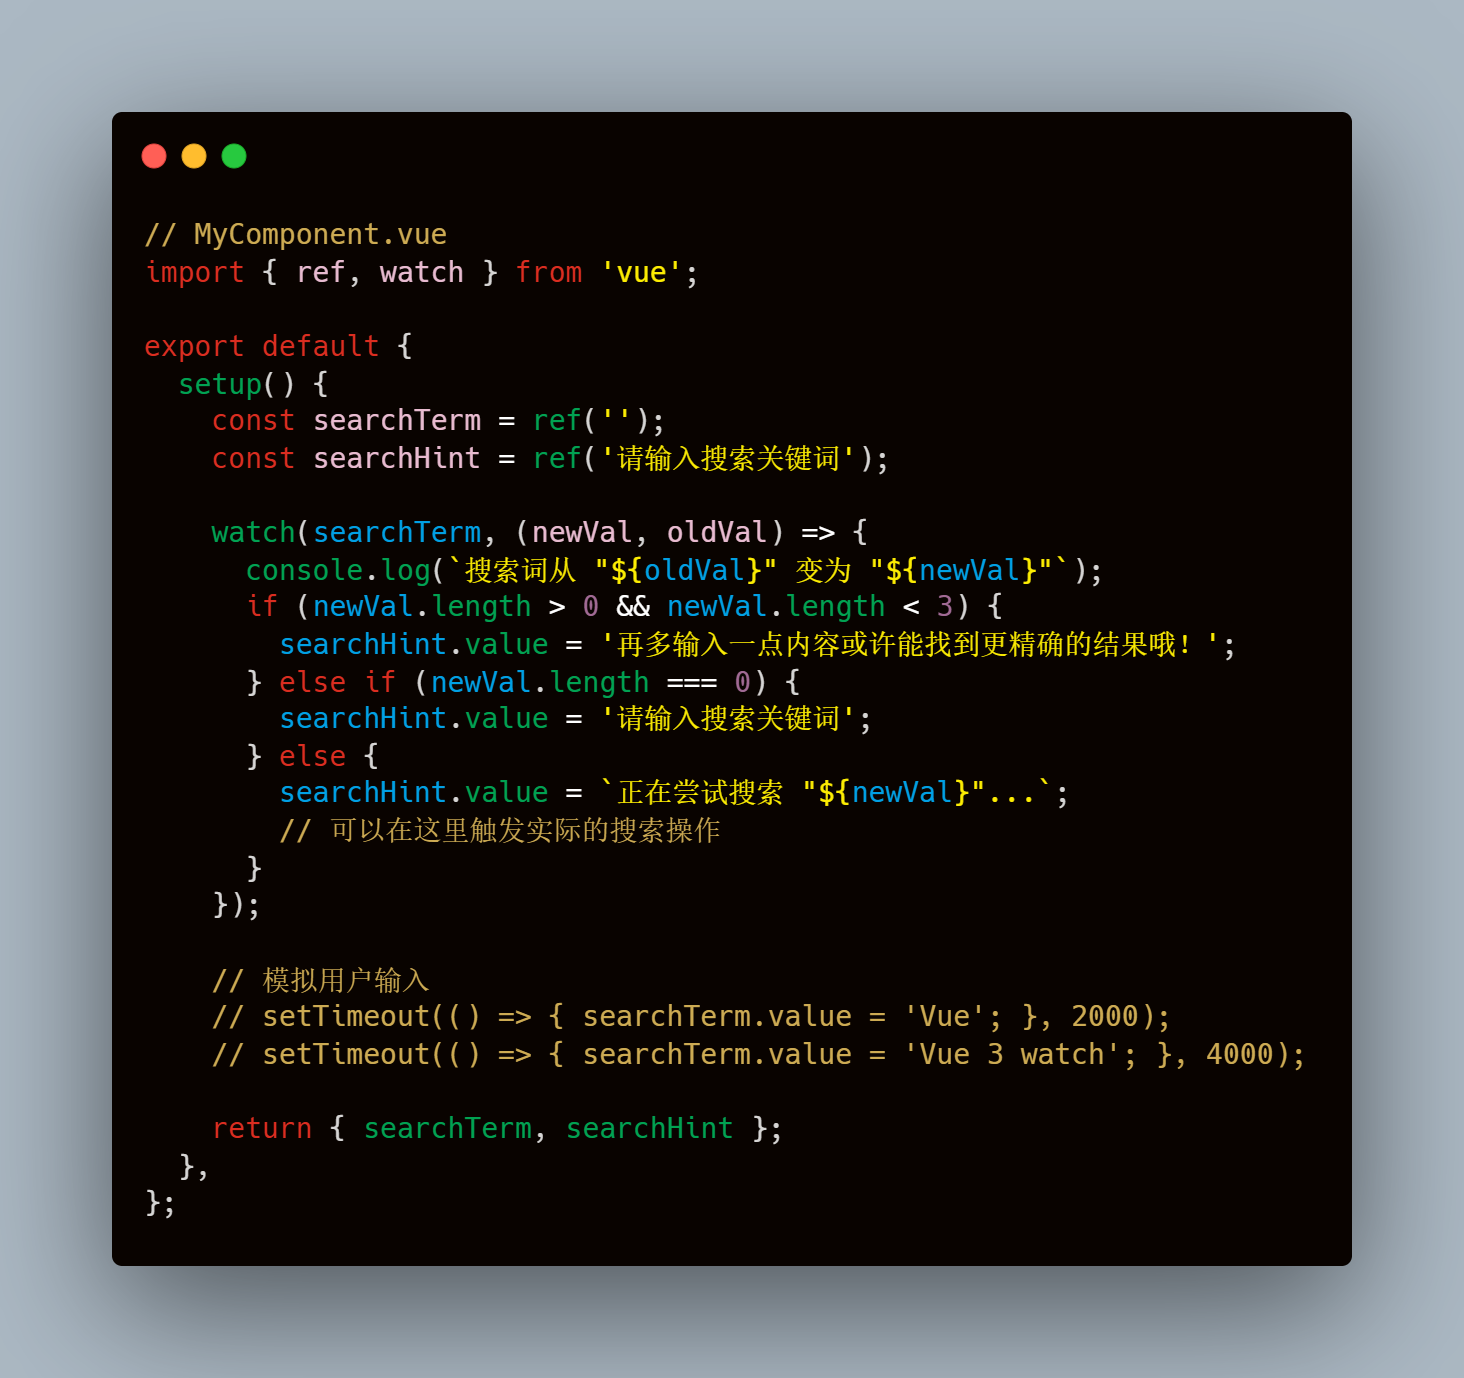 // MyComponent.vue
import { ref, watch } from 'vue';

export default {
  setup() {
    const searchTerm = ref('');
    const searchHint = ref('请输入搜索关键词');

    watch(searchTerm, (newVal, oldVal) => {
      console.log(`搜索词从 "${oldVal}" 变为 "${newVal}"`);
      if (newVal.length > 0 && newVal.length < 3) {
        searchHint.value = '再多输入一点内容或许能找到更精确的结果哦！';
      } else if (newVal.length === 0) {
        searchHint.value = '请输入搜索关键词';
      } else {
        searchHint.value = `正在尝试搜索 "${newVal}"...`;
        // 可以在这里触发实际的搜索操作
      }
    });

    // 模拟用户输入
    // setTimeout(() => { searchTerm.value = 'Vue'; }, 2000);
    // setTimeout(() => { searchTerm.value = 'Vue 3 watch'; }, 4000);

    return { searchTerm, searchHint };
  },
};